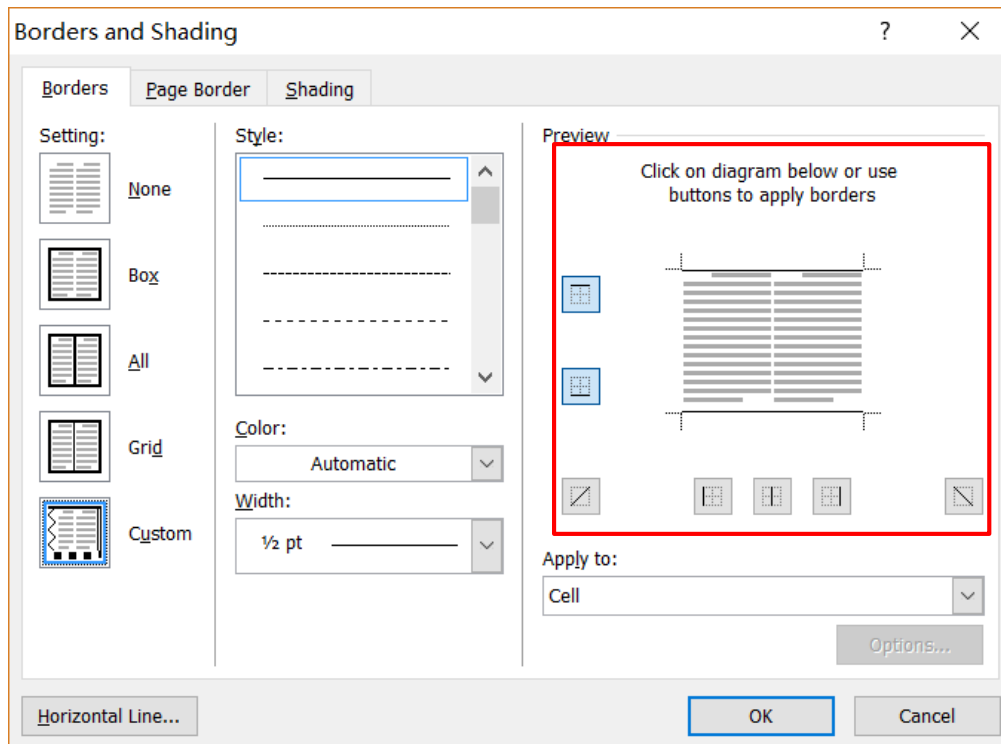 Borders and Shading
?
Borders
Page Border
Shading
Setting:
None
Box
All
Grid
Custom
Style:
Color:
Automatic
Width:
½ pt
Preview
Click on diagram below or use
buttons to apply borders
Apply to:
Cell
Options...
Horizontal Line...
OK
Cancel